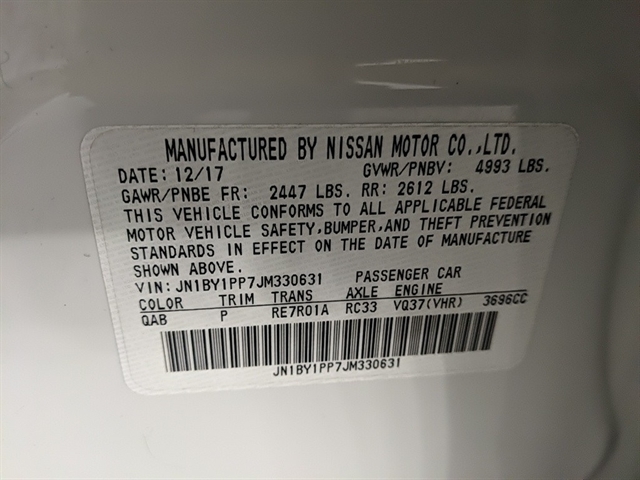 MANUFACTURED BY NISSAN MOTOR CO.,LTD.
DATE: 12/17 GVWR/PNBV: 4993 LBS.
GAWR/PNBE FR: 2447 LBS. RR: 2612 LBS.
THIS VEHICLE CONFORMS TO ALL APPLICABLE FEDERAL
MOTOR VEHICLE SAFETY,BUMPER,AND THEFT PREVENTION
STANDARDS IN EFFECT ON THE DATE OF MANUFACTURE
SHOWN ABOVE.
VIN: JN1BY1PP7JM330631 PASSENGER CAR
COLOR TRIM TRANS AXLE ENGINE
QAB P RE7R01A RC33 VQ37(VHR) 3696CC
JN1BY1PP7JM330631